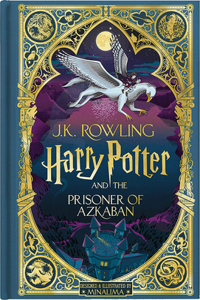 J.K. ROWLING
Harry Potter
AND THE
PRISONER OF
AZKABAN
DESIGNED & ILLUSTRATED BY
MINALIMA